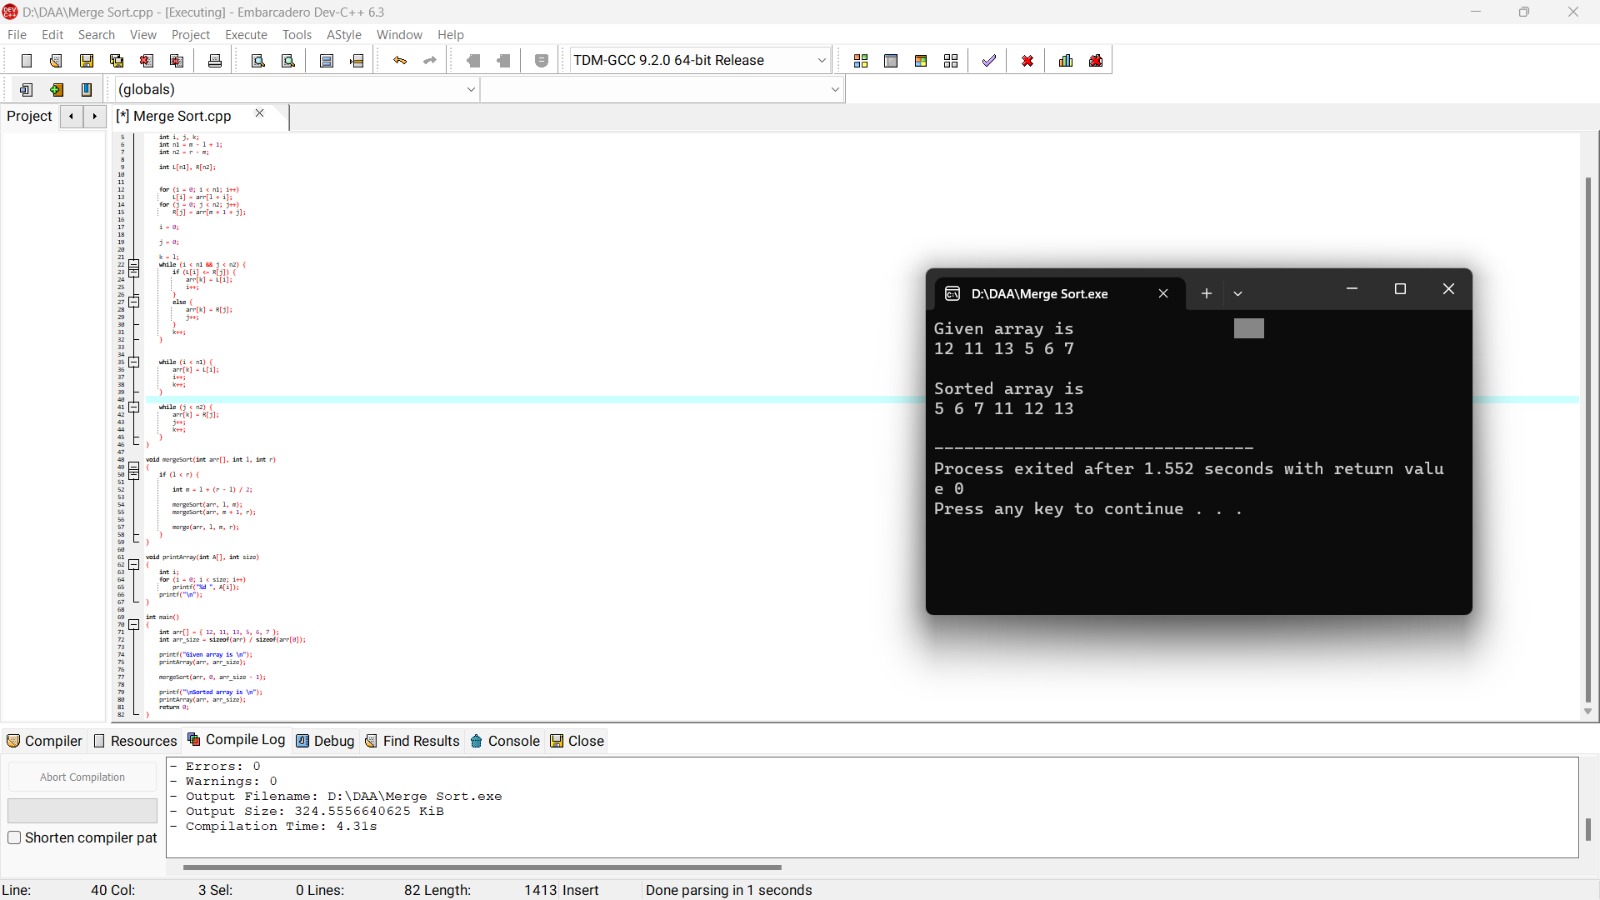 D:\DAA\Merge Sort.cpp - [Executing] - Embarcadero Dev-C++ 6.3
File Edit Search View Project Execute Tools AStyle Window Help
TDM-GCC 9.2.0 64-bit Release
(globals)
Project [*] Merge Sort.cpp
5 int i, j, k;
6 int n1 = m - l + 1;
7 int n2 = r - m;
8
9 int L[n1], R[n2];
10
11
12 for (i = 0; i < n1; i++)
13 L[i] = arr[l + i];
14 for (j = 0; j < n2; j++)
15 R[j] = arr[m + 1 + j];
16
17 i = 0;
18
19 j = 0;
20
21 k = l;
22 while (i < n1 && j < n2) {
23 if (L[i] <= R[j]) {
24 arr[k] = L[i];
25 i++;
26 }
27 else {
28 arr[k] = R[j];
29 j++;
30 }
31 k++;
32 }
33
34
35 while (i < n1) {
36 arr[k] = L[i];
37 i++;
38 k++;
39 }
40
41 while (j < n2) {
42 arr[k] = R[j];
43 j++;
44 k++;
45 }
46 }
47
48 void mergeSort(int arr[], int l, int r)
49 {
50 if (l < r) {
51
52 int m = l + (r - l) / 2;
53
54 mergeSort(arr, l, m);
55 mergeSort(arr, m + 1, r);
56
57 merge(arr, l, m, r);
58 }
59 }
60
61 void printArray(int A[], int size)
62 {
63 int i;
64 for (i = 0; i < size; i++)
65 printf("%d ", A[i]);
66 printf("\n");
67 }
68
69 int main()
70 {
71 int arr[] = { 12, 11, 13, 5, 6, 7 };
72 int arr_size = sizeof(arr) / sizeof(arr[0]);
73
74 printf("Given array is \n");
75 printArray(arr, arr_size);
76
77 mergeSort(arr, 0, arr_size - 1);
78
79 printf("\nSorted array is \n");
80 printArray(arr, arr_size);
81 return 0;
82 }
D:\DAA\Merge Sort.exe
Given array is
12 11 13 5 6 7
Sorted array is
5 6 7 11 12 13
--------------------------------
Process exited after 1.552 seconds with return valu
e 0
Press any key to continue . . .
Compiler Resources Compile Log Debug Find Results Console Close
Abort Compilation
Shorten compiler pat
- Errors: 0
- Warnings: 0
- Output Filename: D:\DAA\Merge Sort.exe
- Output Size: 324.5556640625 KiB
- Compilation Time: 4.31s
Line: 40 Col: 3 Sel: 0 Lines: 82 Length: 1413 Insert Done parsing in 1 seconds